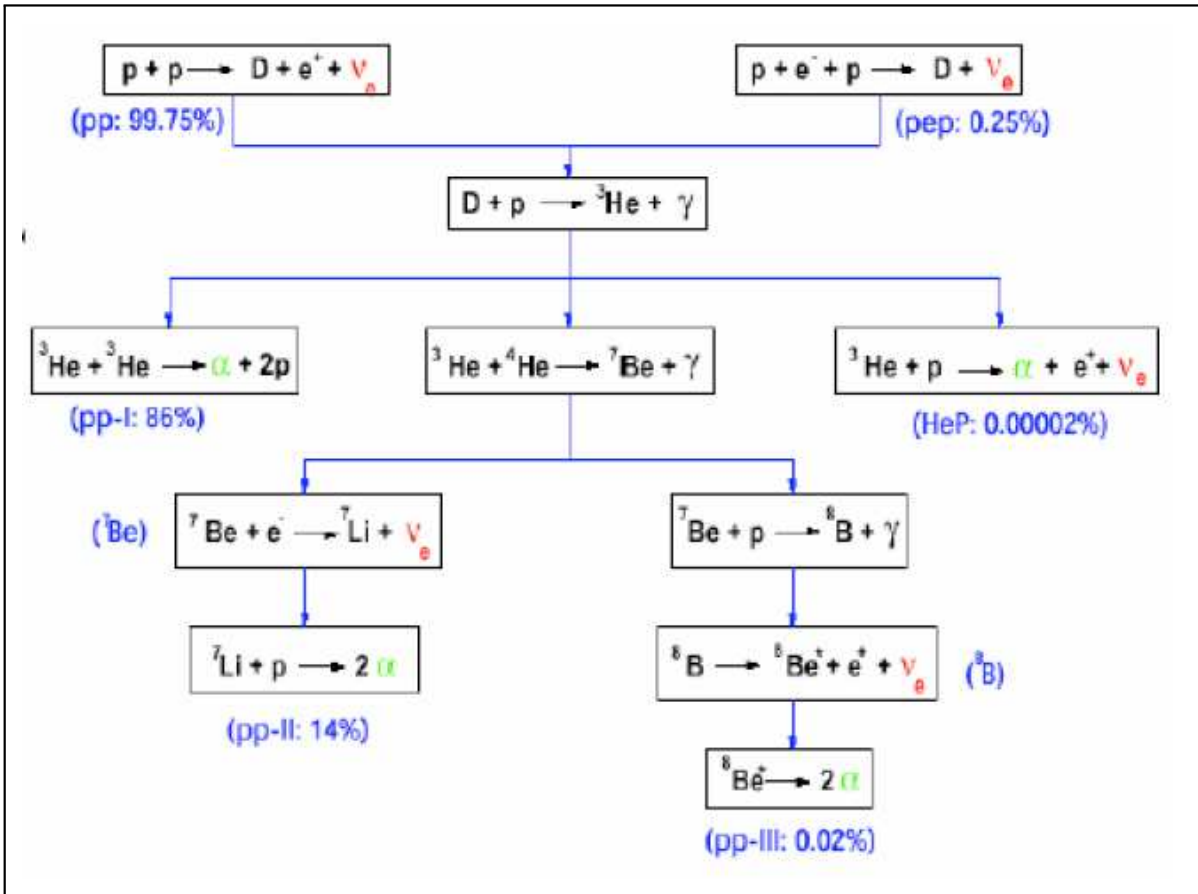 p + p → D + e⁺ + νₑ
(pp: 99.75%)
p + e⁻ + p → D + νₑ
(pep: 0.25%)
D + p → ³He + γ
³He + ³He → α + 2p
(pp-I: 86%)
³He + ⁴He → ⁷Be + γ
³He + p → α + e⁺ + νₑ
(HeP: 0.00002%)
(⁷Be)
⁷Be + e⁻ → ⁷Li + νₑ
⁷Be + p → ⁸B + γ
⁷Li + p → 2 α
(pp-II: 14%)
⁸B → ⁸Be* + e⁺ + νₑ
(⁸B)
⁸Be* → 2 α
(pp-III: 0.02%)